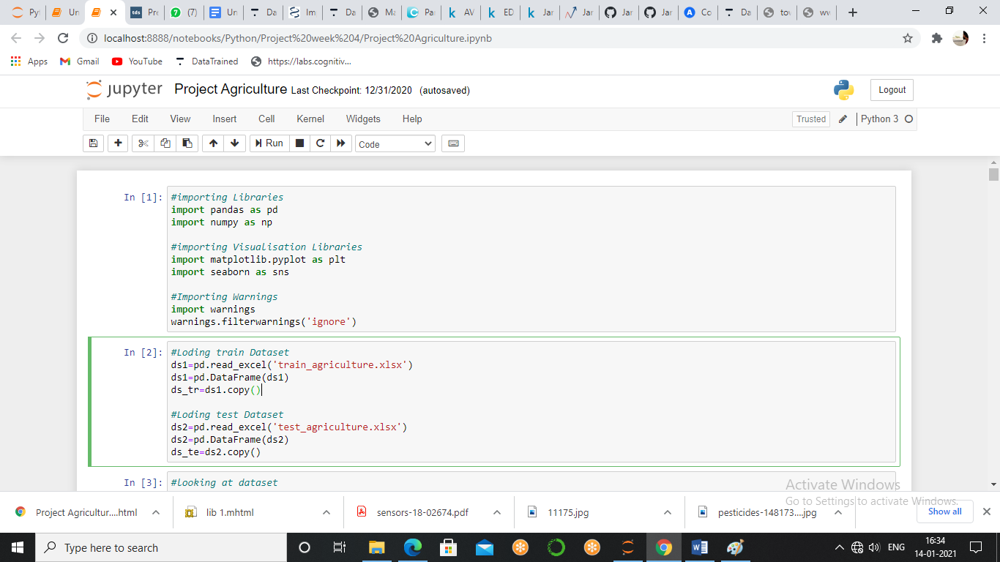 Pyt
Un
tds
Pre
(7)
Un
Da
Im
Da
Ma
Par
AV
ED
Jar
Jar
Jar
Jar
Co
Da
tov
wv
localhost:8888/notebooks/Python/Project%20week%204/Project%20Agriculture.ipynb
Apps Gmail YouTube DataTrained https://labs.cognitiv...
jupyter Project Agriculture Last Checkpoint: 12/31/2020 (autosaved) Logout
File Edit View Insert Cell Kernel Widgets Help Trusted Python 3
Run Code
In [1]: #importing Libraries
import pandas as pd
import numpy as np
#importing Visualisation Libraries
import matplotlib.pyplot as plt
import seaborn as sns
#Importing Warnings
import warnings
warnings.filterwarnings('ignore')
In [2]: #Loding train Dataset
ds1=pd.read_excel('train_agriculture.xlsx')
ds1=pd.DataFrame(ds1)
ds_tr=ds1.copy()
#Loding test Dataset
ds2=pd.read_excel('test_agriculture.xlsx')
ds2=pd.DataFrame(ds2)
ds_te=ds2.copy()
In [3]: #looking at dataset
Activate Windows
Go to Settings to activate Windows.
Project Agricultur....html lib 1.mhtml sensors-18-02674.pdf 11175.jpg pesticides-148173....jpg Show all
Type here to search ENG 16:34
14-01-2021